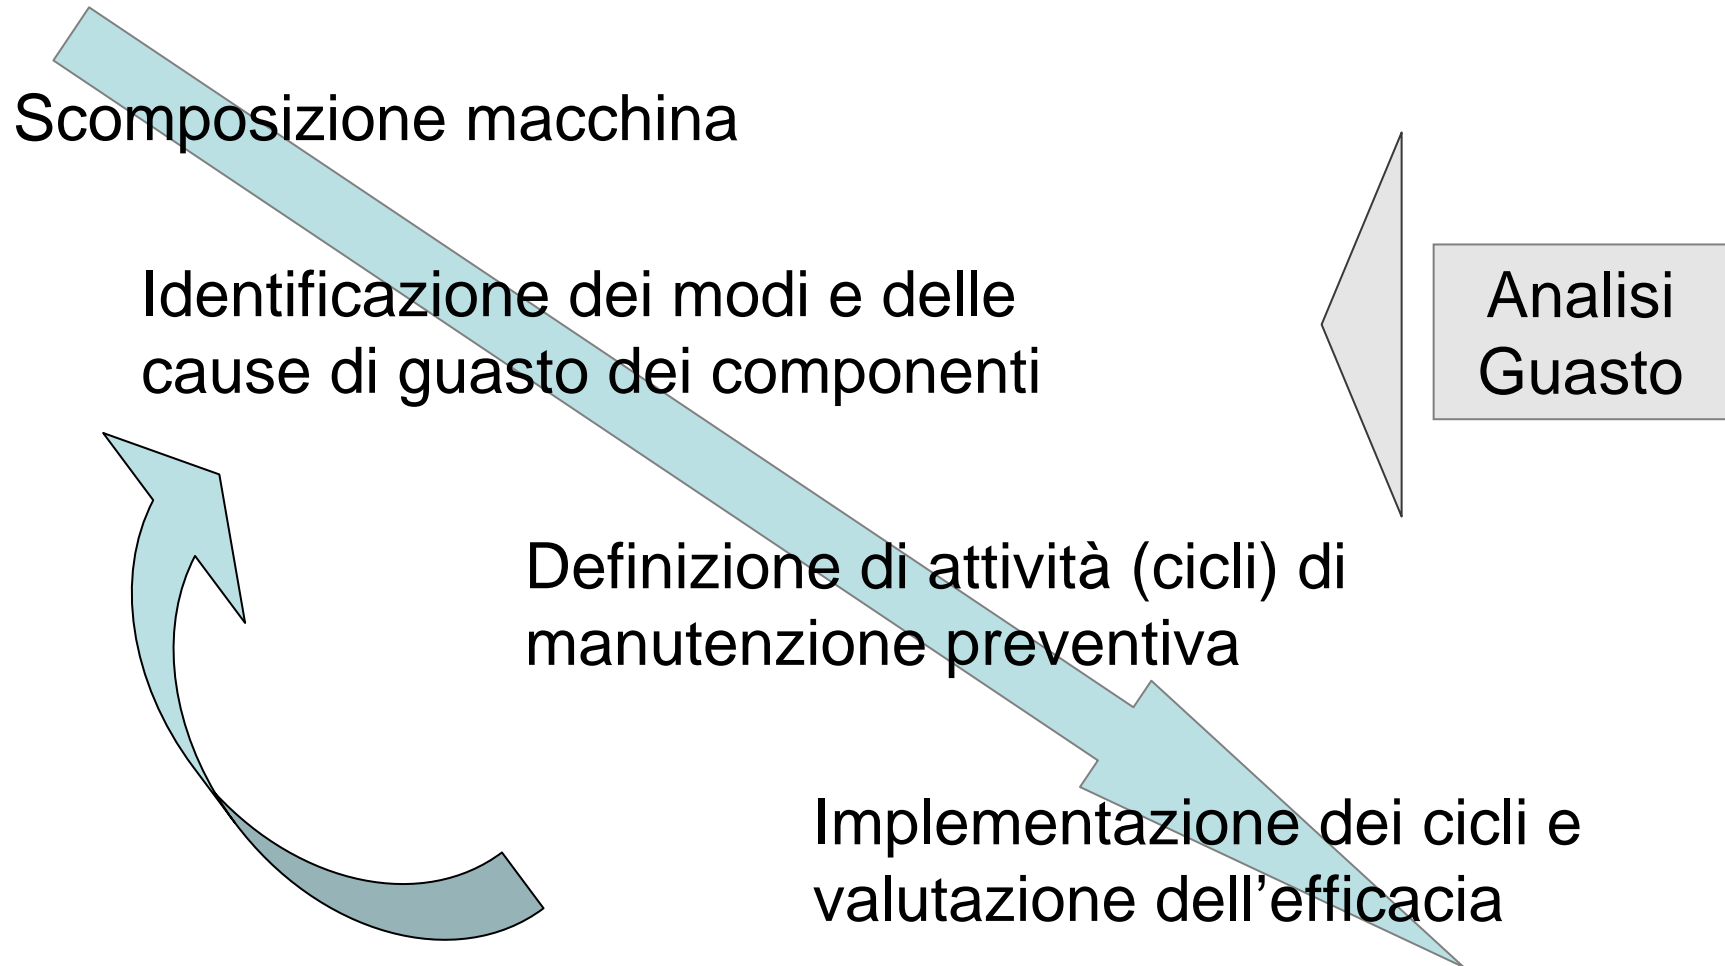 Scomposizione macchina
Identificazione dei modi e delle
cause di guasto dei componenti
Analisi
Guasto
Definizione di attività (cicli) di
manutenzione preventiva
Implementazione dei cicli e
valutazione dell’efficacia